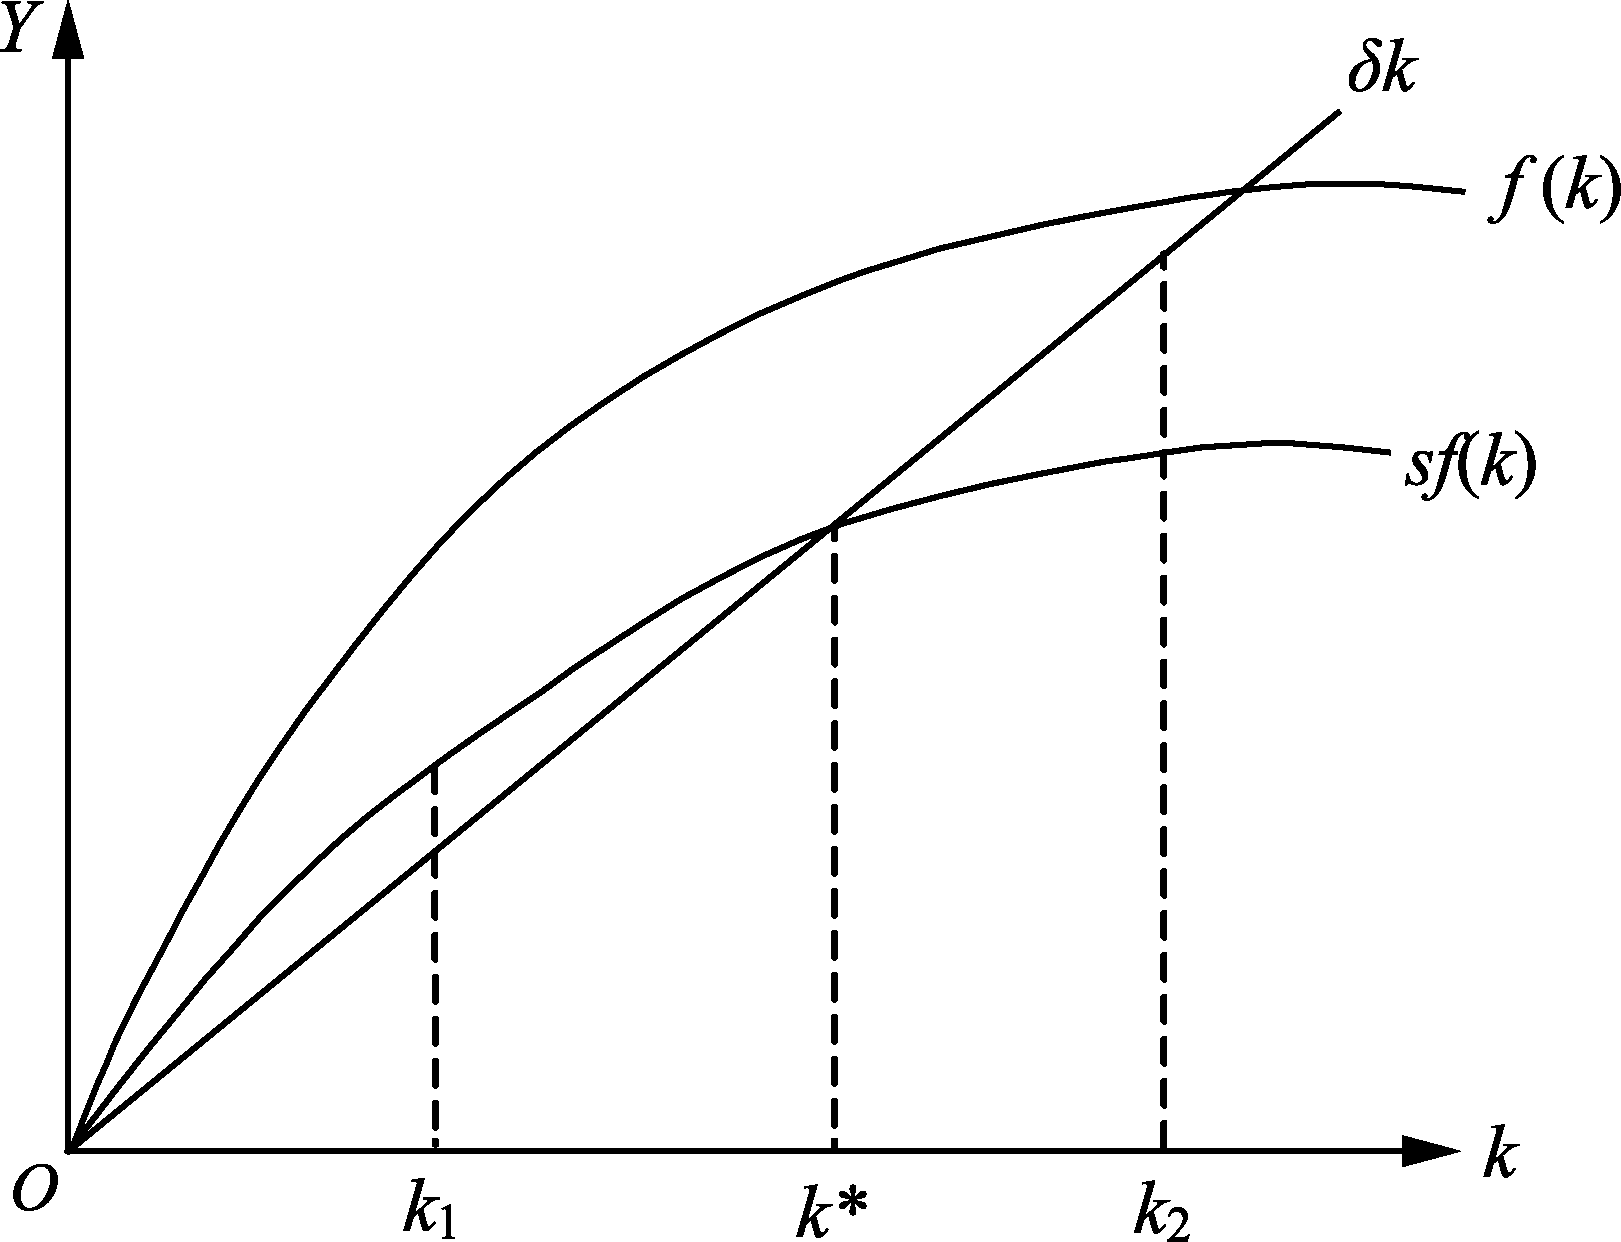 Y
δk
f (k)
sf(k)
O
k₁
k*
k₂
k